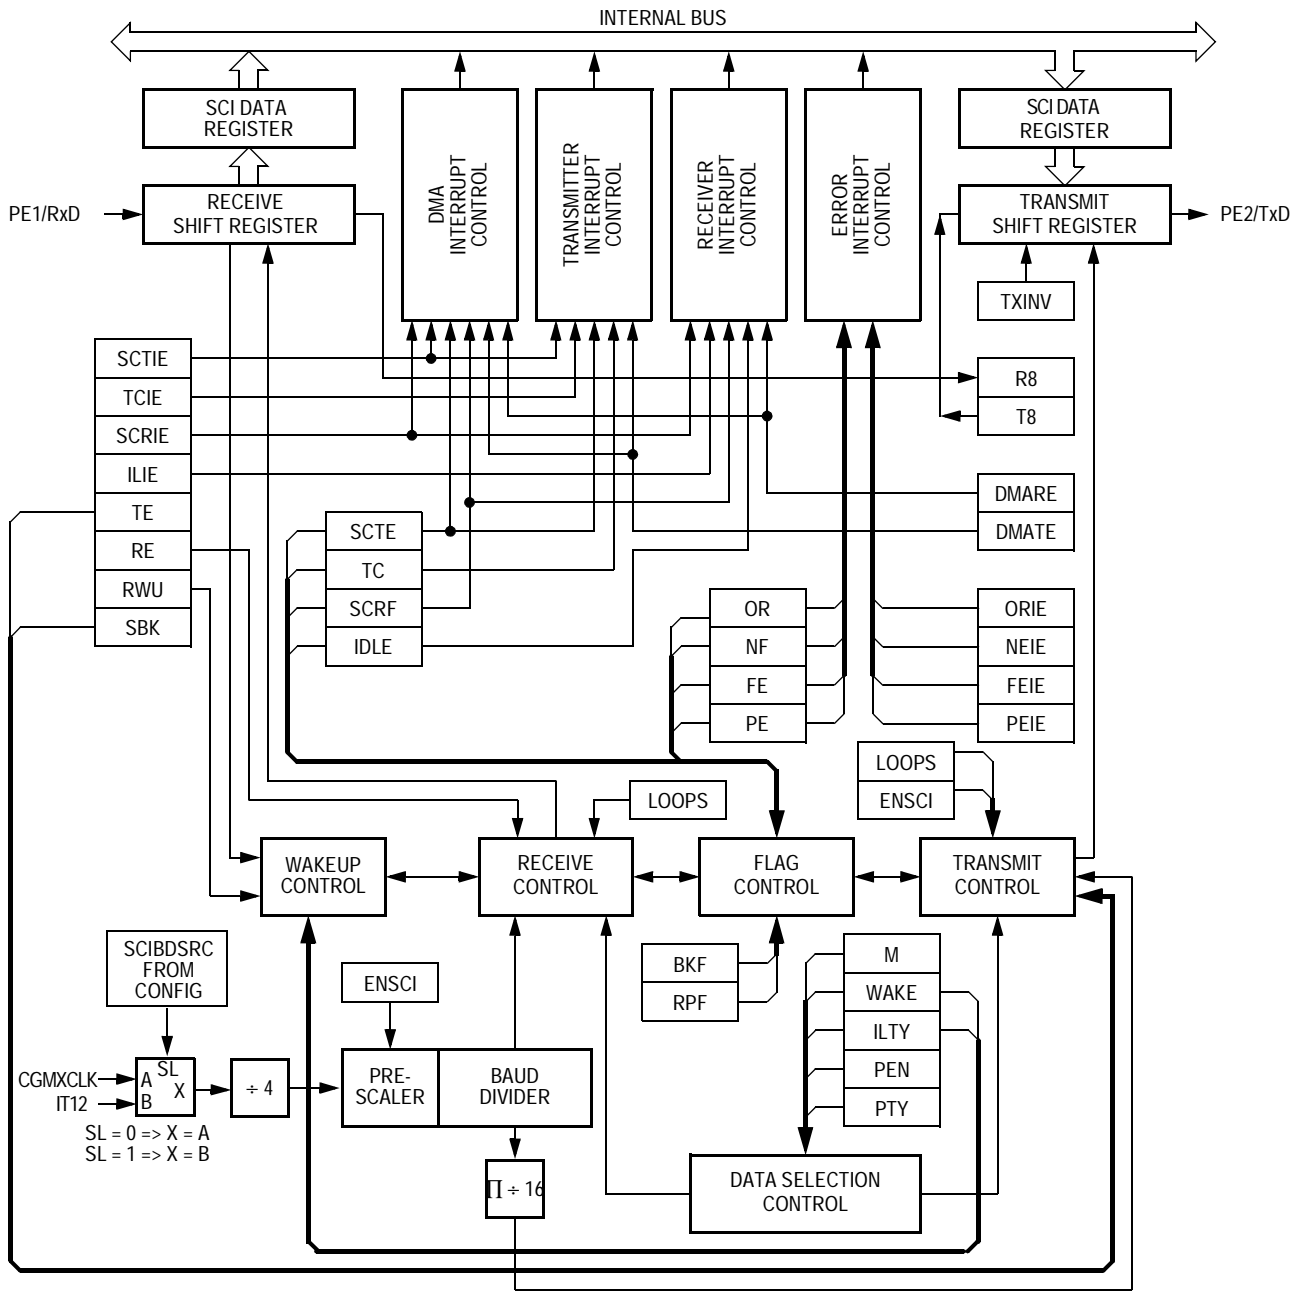 INTERNAL BUS
SCI DATA
REGISTER
SCI DATA
REGISTER
DMA
INTERRUPT
CONTROL
TRANSMITTER
INTERRUPT
CONTROL
RECEIVER
INTERRUPT
CONTROL
ERROR
INTERRUPT
CONTROL
PE1/RxD
RECEIVE
SHIFT REGISTER
TRANSMIT
SHIFT REGISTER
PE2/TxD
TXINV
SCTIE
TCIE
SCRIE
ILIE
TE
RE
RWU
SBK
R8
T8
DMARE
DMATE
SCTE
TC
SCRF
IDLE
OR
NF
FE
PE
ORIE
NEIE
FEIE
PEIE
LOOPS
ENSCI
LOOPS
WAKEUP
CONTROL
RECEIVE
CONTROL
FLAG
CONTROL
TRANSMIT
CONTROL
SCIBDSRC
FROM
CONFIG
ENSCI
BKF
RPF
M
WAKE
ILTY
PEN
PTY
CGMXCLK
IT12
A
B
SL
X
÷ 4
PRE-
SCALER
BAUD
DIVIDER
SL = 0 => X = A
SL = 1 => X = B
∏ ÷ 16
DATA SELECTION
CONTROL